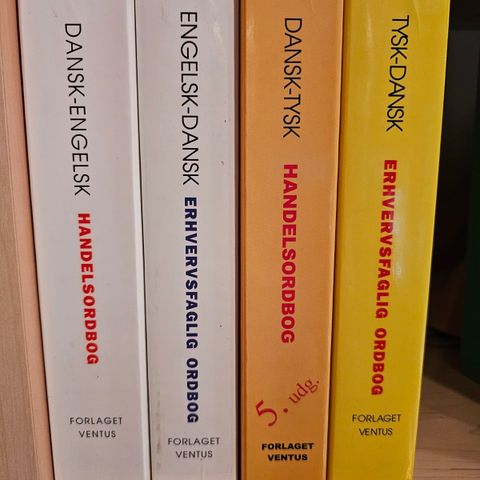 DANSK-ENGELSK HANDELSORDBOG
FORLAGET
VENTUS
ENGELSK-DANSK ERHVERVSFAGLIG ORDBOG
FORLAGET
VENTUS
DANSK-TYSK HANDELSORDBOG
5. udg.
FORLAGET
VENTUS
TYSK-DANSK ERHVERVSFAGLIG ORDBOG
FORLAGET
VENTUS